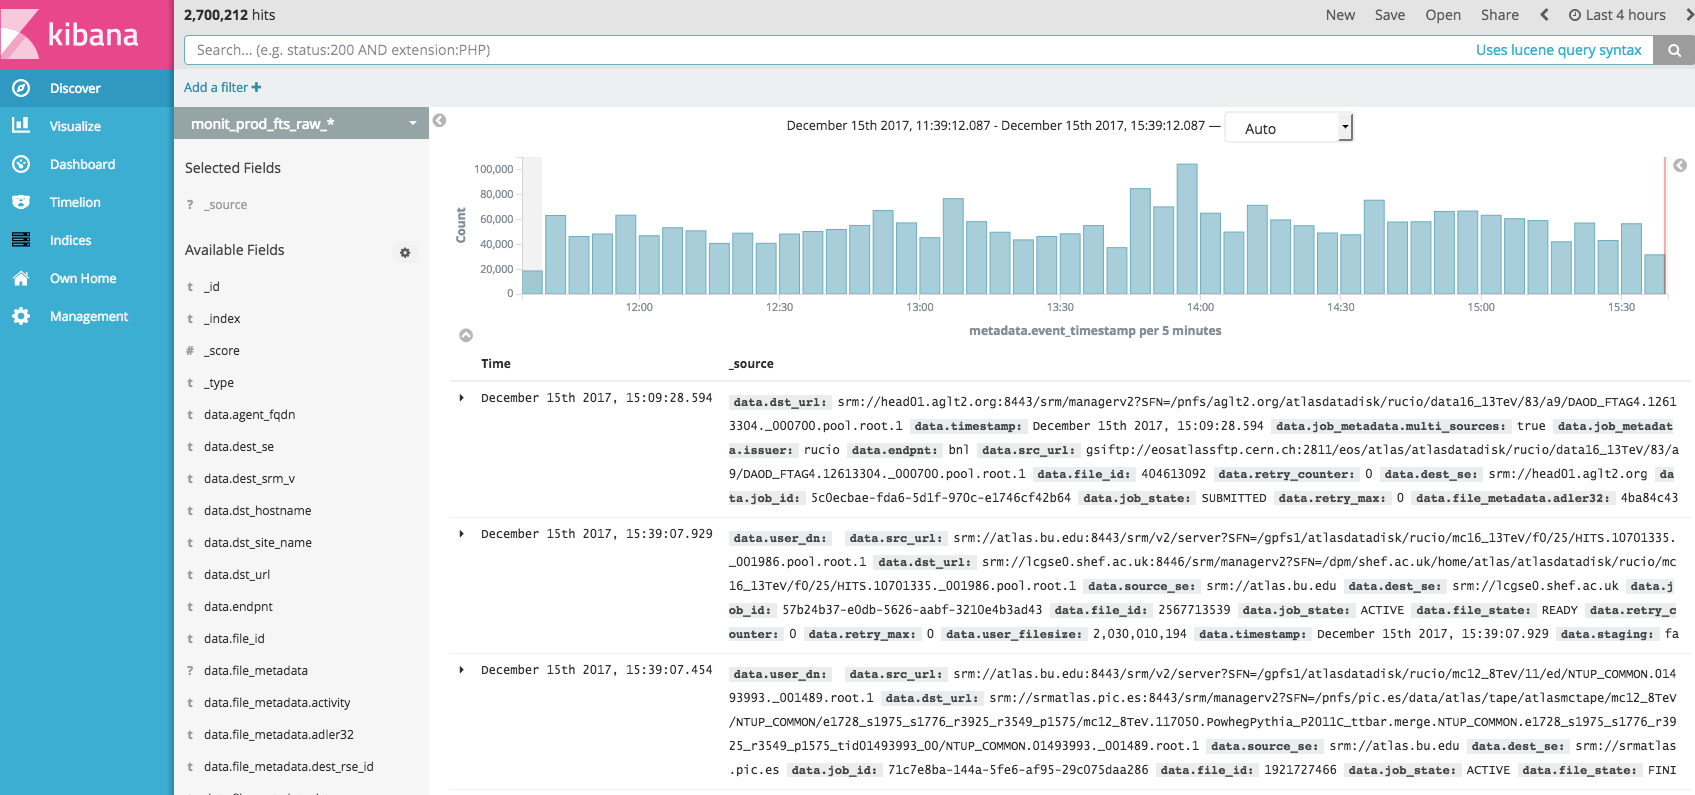 kibana
Discover
Visualize
Dashboard
Timelion
Indices
Own Home
Management
2,700,212 hits
New Save Open Share Last 4 hours
Search... (e.g. status:200 AND extension:PHP) Uses lucene query syntax
Add a filter
monit_prod_fts_raw_*
Selected Fields
? _source
Available Fields
t _id
t _index
# _score
t _type
t data.agent_fqdn
t data.dest_se
t data.dest_srm_v
t data.dst_hostname
t data.dst_site_name
t data.dst_url
t data.endpnt
t data.file_id
? data.file_metadata
t data.file_metadata.activity
t data.file_metadata.adler32
t data.file_metadata.dest_rse_id
December 15th 2017, 11:39:12.087 - December 15th 2017, 15:39:12.087 — Auto
Count
100,000
80,000
60,000
40,000
20,000
0
12:00 12:30 13:00 13:30 14:00 14:30 15:00 15:30
metadata.event_timestamp per 5 minutes
Time _source
December 15th 2017, 15:09:28.594 data.dst_url: srm://head01.aglt2.org:8443/srm/managerv2?SFN=/pnfs/aglt2.org/atlasdatadisk/rucio/data16_13TeV/83/a9/DAOD_FTAG4.1261
3304._000700.pool.root.1 data.timestamp: December 15th 2017, 15:09:28.594 data.job_metadata.multi_sources: true data.job_metadat
a.issuer: rucio data.endpnt: bnl data.src_url: gsiftp://eosatlassftp.cern.ch:2811/eos/atlas/atlasdatadisk/rucio/data16_13TeV/83/a
9/DAOD_FTAG4.12613304._000700.pool.root.1 data.file_id: 404613092 data.retry_counter: 0 data.dest_se: srm://head01.aglt2.org da
ta.job_id: 5c0ecbae-fda6-5d1f-970c-e1746cf42b64 data.job_state: SUBMITTED data.retry_max: 0 data.file_metadata.adler32: 4ba84c43
December 15th 2017, 15:39:07.929 data.user_dn: data.src_url: srm://atlas.bu.edu:8443/srm/v2/server?SFN=/gpfs1/atlasdatadisk/rucio/mc16_13TeV/f0/25/HITS.10701335.
_001986.pool.root.1 data.dst_url: srm://lcgse0.shef.ac.uk:8446/srm/managerv2?SFN=/dpm/shef.ac.uk/home/atlas/atlasdatadisk/rucio/mc
16_13TeV/f0/25/HITS.10701335._001986.pool.root.1 data.source_se: srm://atlas.bu.edu data.dest_se: srm://lcgse0.shef.ac.uk data.j
ob_id: 57b24b37-e0db-5626-aabf-3210e4b3ad43 data.file_id: 2567713539 data.job_state: ACTIVE data.file_state: READY data.retry_c
ounter: 0 data.retry_max: 0 data.user_filesize: 2,030,010,194 data.timestamp: December 15th 2017, 15:39:07.929 data.staging: fa
December 15th 2017, 15:39:07.454 data.user_dn: data.src_url: srm://atlas.bu.edu:8443/srm/v2/server?SFN=/gpfs1/atlasdatadisk/rucio/mc12_8TeV/11/ed/NTUP_COMMON.014
93993._001489.root.1 data.dst_url: srm://srmatlas.pic.es:8443/srm/managerv2?SFN=/pnfs/pic.es/data/atlas/tape/atlasmctape/mc12_8TeV
/NTUP_COMMON/e1728_s1975_s1776_r3925_r3549_p1575/mc12_8TeV.117050.PowhegPythia_P2011C_ttbar.merge.NTUP_COMMON.e1728_s1975_s1776_r39
25_r3549_p1575_tid01493993_00/NTUP_COMMON.01493993._001489.root.1 data.source_se: srm://atlas.bu.edu data.dest_se: srm://srmatlas
.pic.es data.job_id: 71c7e8ba-144a-5fe6-af95-29c075daa286 data.file_id: 1921727466 data.job_state: ACTIVE data.file_state: FINI